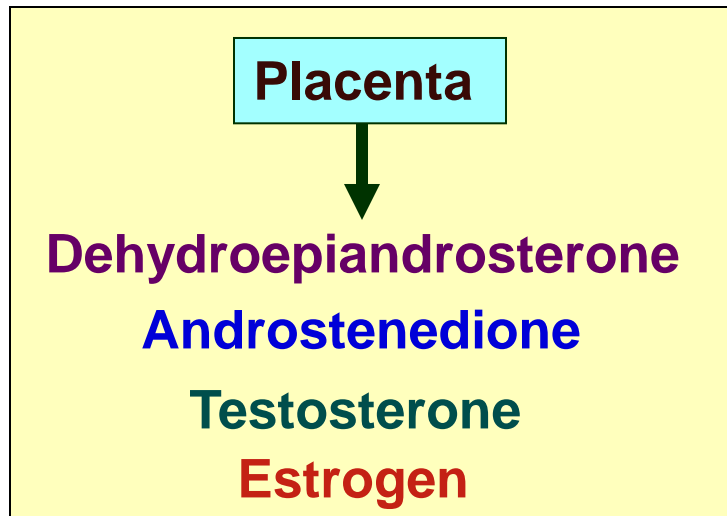 Placenta
Dehydroepiandrosterone
Androstenedione
Testosterone
Estrogen